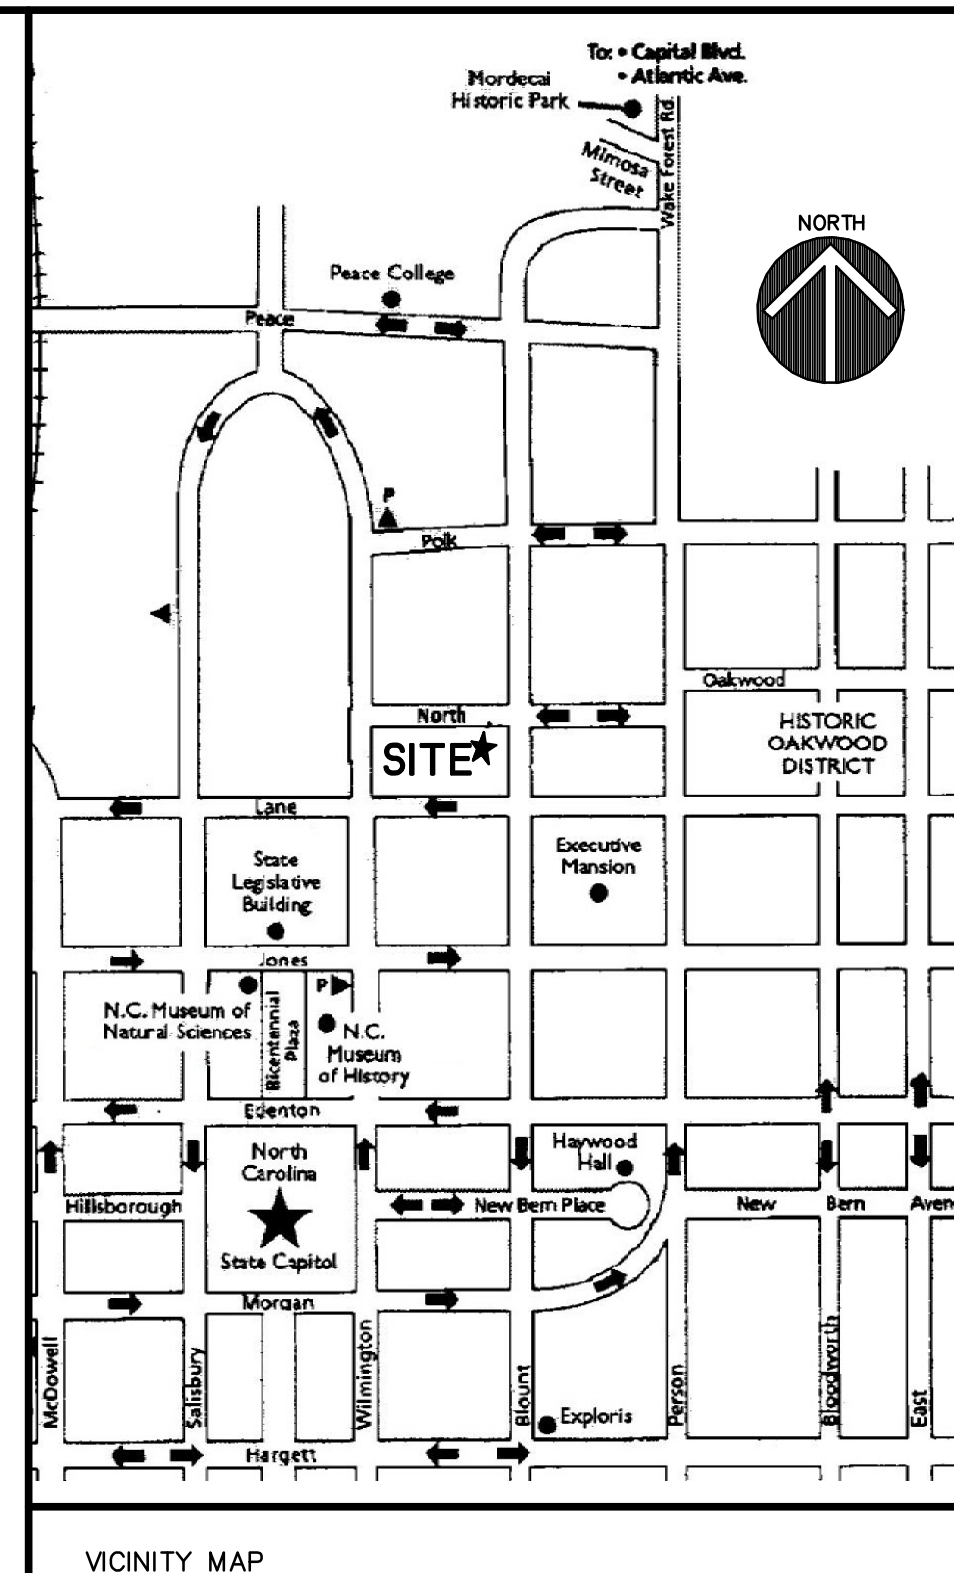 To: • Capital Blvd.
• Atlantic Ave.
Mordecai
Historic Park
Wake Forest Rd.
Mimosa
Street
NORTH
Peace College
Peace
P
Polk
Oakwood
North
HISTORIC
OAKWOOD
DISTRICT
SITE
Lane
Executive
Mansion
State
Legislative
Building
Jones
P
N.C. Museum of
Natural Sciences
Bicentennial
Plaza
N.C.
Museum
of History
Edenton
North
Carolina
Haywood
Hall
Hillsborough
New Bern Place
New Bern Aven
State Capitol
Morgan
McDowell
Salisbury
Wilmington
Blount
Person
Bloodworth
East
Exploris
Hargett
VICINITY MAP